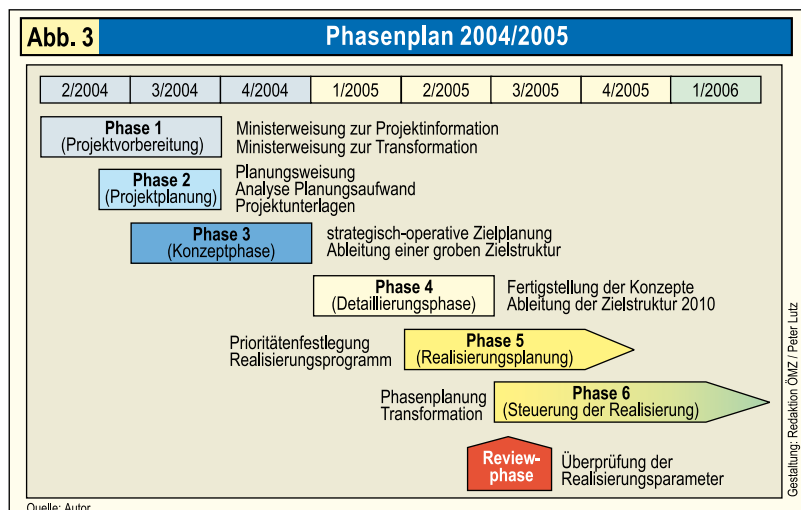 Abb. 3
Phasenplan 2004/2005
2/2004 3/2004 4/2004 1/2005 2/2005 3/2005 4/2005 1/2006
Phase 1
(Projektvorbereitung)
Ministerweisung zur Projektinformation
Ministerweisung zur Transformation
Phase 2
(Projektplanung)
Planungsweisung
Analyse Planungsaufwand
Projektunterlagen
Phase 3
(Konzeptphase)
strategisch-operative Zielplanung
Ableitung einer groben Zielstruktur
Phase 4
(Detaillierungsphase)
Fertigstellung der Konzepte
Ableitung der Zielstruktur 2010
Prioritätenfestlegung
Realisierungsprogramm
Phase 5
(Realisierungsplanung)
Phasenplanung
Transformation
Phase 6
(Steuerung der Realisierung)
Review-
phase
Überprüfung der
Realisierungsparameter
Quelle: Autor
Gestaltung: Redaktion ÖMZ / Peter Lutz